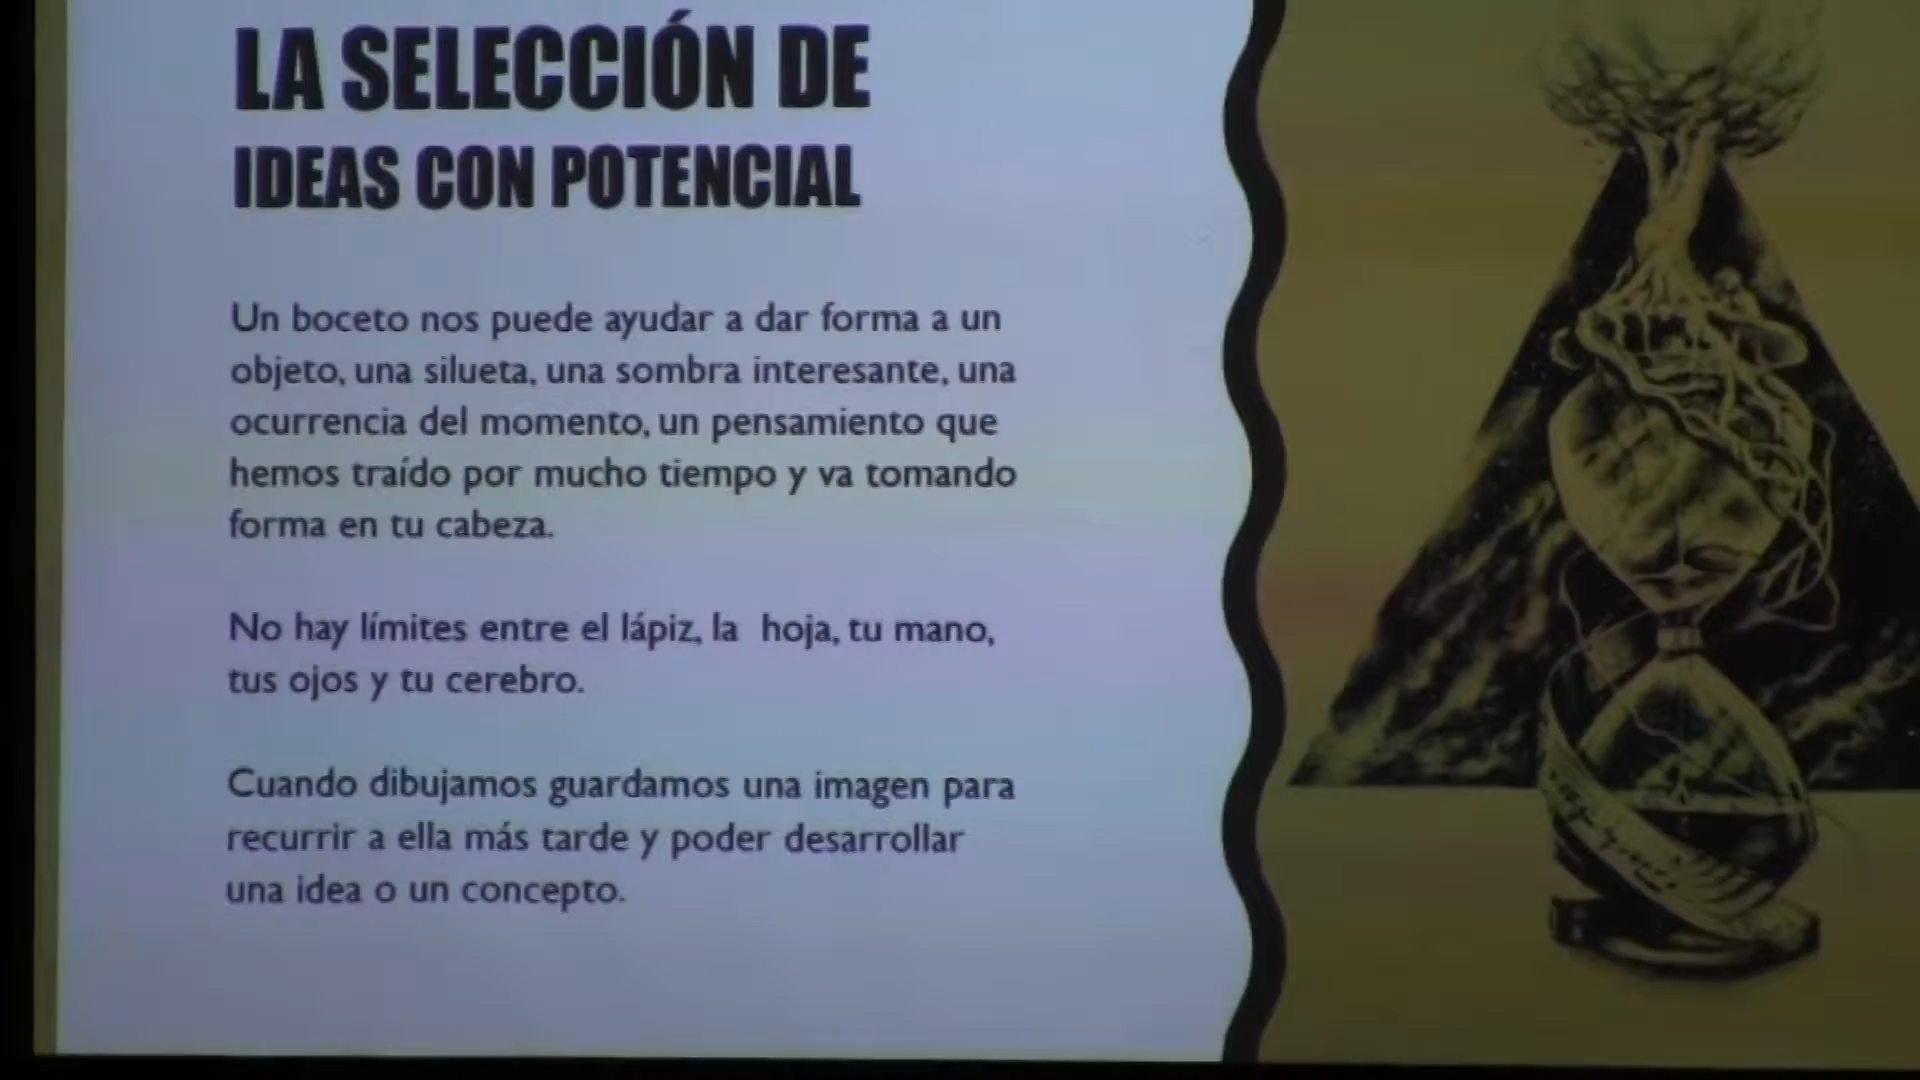 LA SELECCIÓN DE
IDEAS CON POTENCIAL
Un boceto nos puede ayudar a dar forma a un
objeto, una silueta, una sombra interesante, una
ocurrencia del momento, un pensamiento que
hemos traído por mucho tiempo y va tomando
forma en tu cabeza.
No hay límites entre el lápiz, la hoja, tu mano,
tus ojos y tu cerebro.
Cuando dibujamos guardamos una imagen para
recurrir a ella más tarde y poder desarrollar
una idea o un concepto.